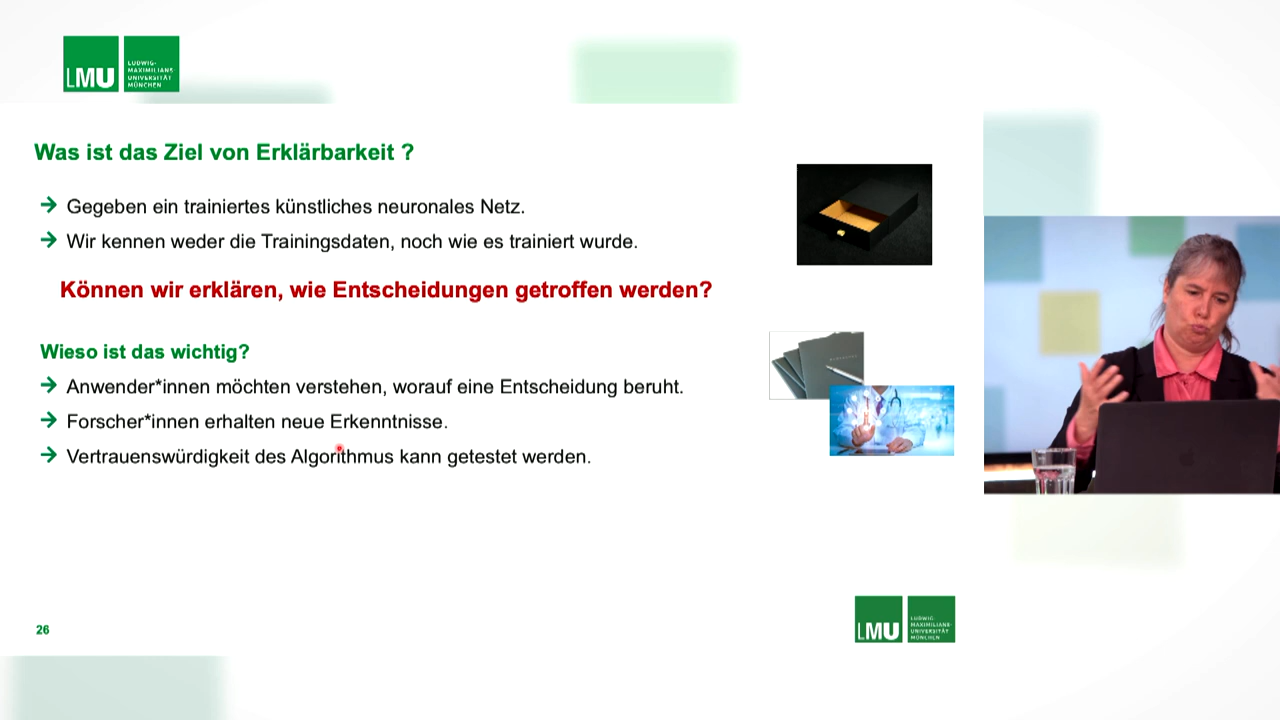 LMU
LUDWIG-
MAXIMILIANS-
UNIVERSITÄT
MÜNCHEN
Was ist das Ziel von Erklärbarkeit ?
Gegeben ein trainiertes künstliches neuronales Netz.
Wir kennen weder die Trainingsdaten, noch wie es trainiert wurde.
Können wir erklären, wie Entscheidungen getroffen werden?
Wieso ist das wichtig?
Anwender*innen möchten verstehen, worauf eine Entscheidung beruht.
Forscher*innen erhalten neue Erkenntnisse.
Vertrauenswürdigkeit des Algorithmus kann getestet werden.
26
LMU
LUDWIG-
MAXIMILIANS-
UNIVERSITÄT
MÜNCHEN